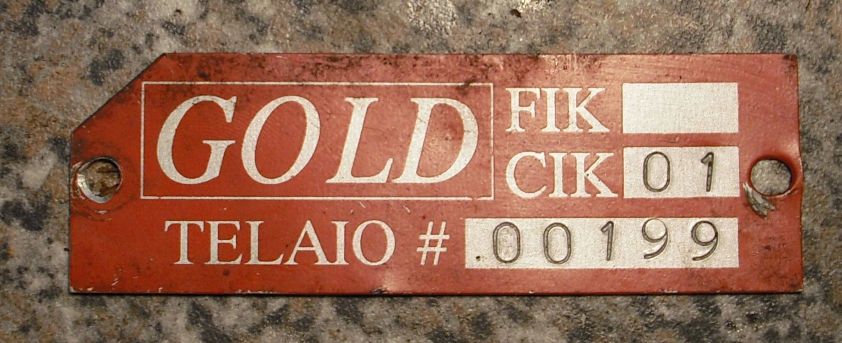 GOLD FIK
CIK 01
TELAIO # .00199